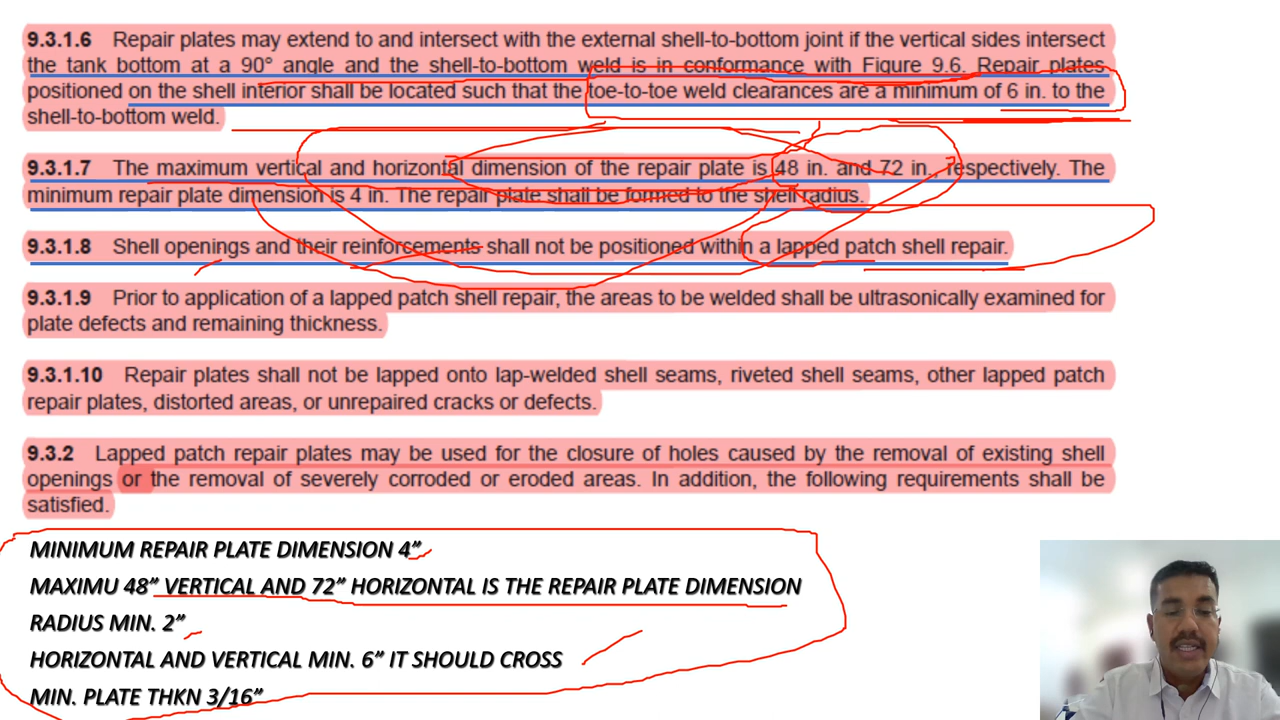 9.3.1.6 Repair plates may extend to and intersect with the external shell-to-bottom joint if the vertical sides intersect
the tank bottom at a 90° angle and the shell-to-bottom weld is in conformance with Figure 9.6. Repair plates
positioned on the shell interior shall be located such that the toe-to-toe weld clearances are a minimum of 6 in. to the
shell-to-bottom weld.
9.3.1.7 The maximum vertical and horizontal dimension of the repair plate is 48 in. and 72 in., respectively. The
minimum repair plate dimension is 4 in. The repair plate shall be formed to the shell radius.
9.3.1.8 Shell openings and their reinforcements shall not be positioned within a lapped patch shell repair.
9.3.1.9 Prior to application of a lapped patch shell repair, the areas to be welded shall be ultrasonically examined for
plate defects and remaining thickness.
9.3.1.10 Repair plates shall not be lapped onto lap-welded shell seams, riveted shell seams, other lapped patch
repair plates, distorted areas, or unrepaired cracks or defects.
9.3.2 Lapped patch repair plates may be used for the closure of holes caused by the removal of existing shell
openings or the removal of severely corroded or eroded areas. In addition, the following requirements shall be
satisfied.
MINIMUM REPAIR PLATE DIMENSION 4”
MAXIMU 48” VERTICAL AND 72” HORIZONTAL IS THE REPAIR PLATE DIMENSION
RADIUS MIN. 2”
HORIZONTAL AND VERTICAL MIN. 6” IT SHOULD CROSS
MIN. PLATE THKN 3/16”